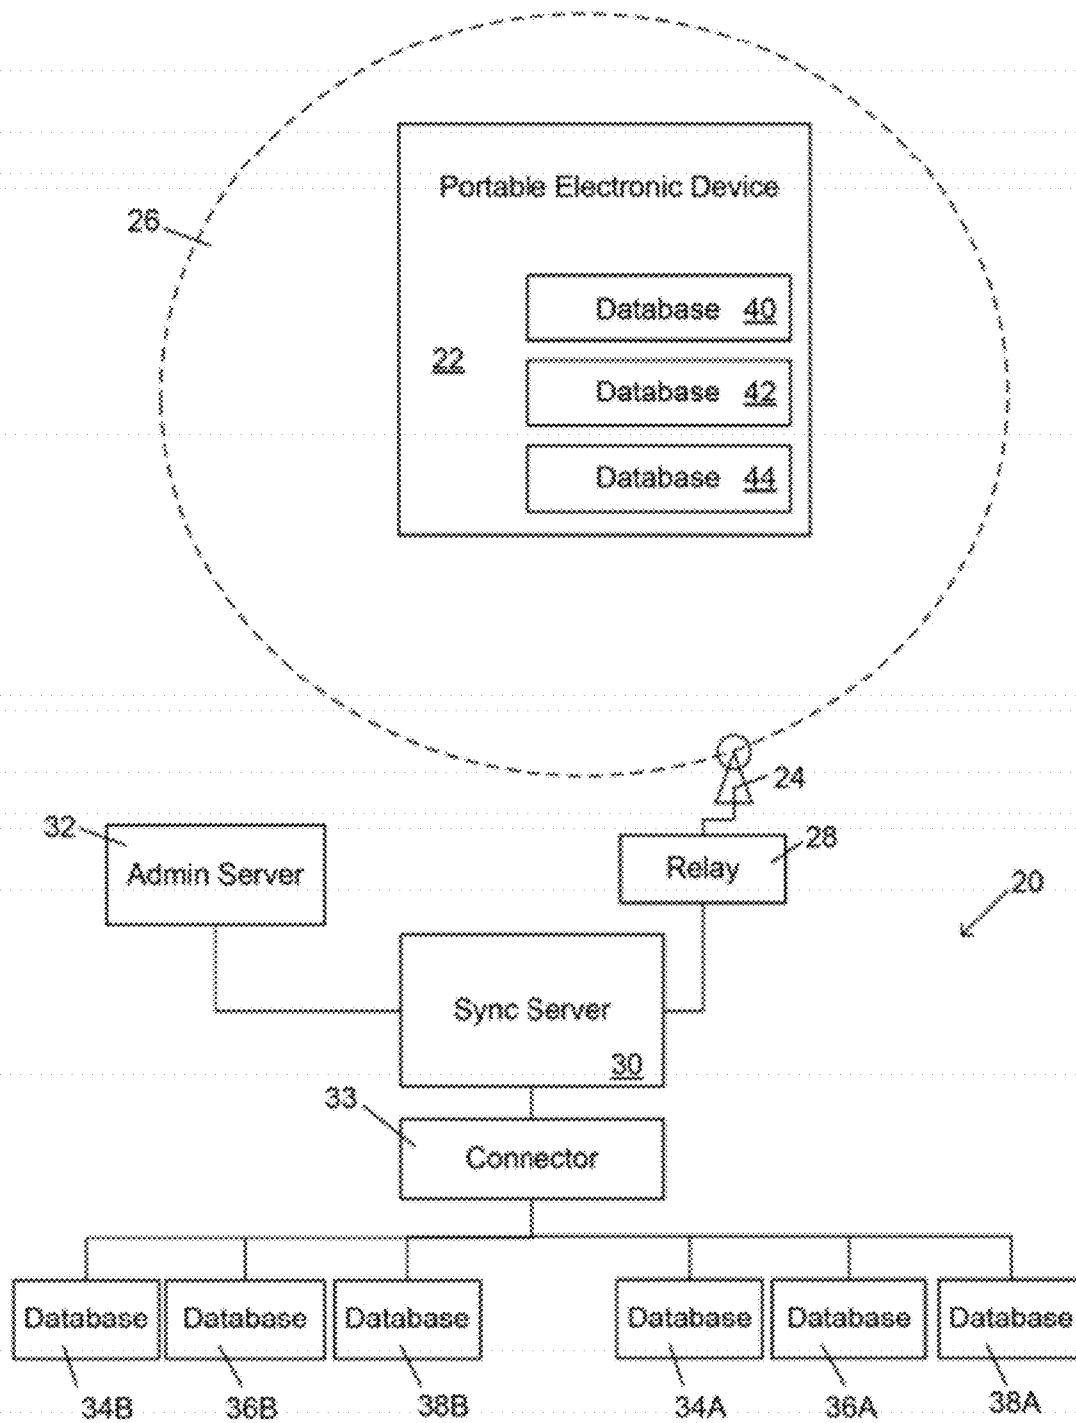 Portable Electronic Device
26
Database 40
22
Database 42
Database 44
24
32
Admin Server
28
Relay
20
Sync Server
30
33
Connector
Database Database Database Database Database Database
34B 36B 38B 34A 36A 38A